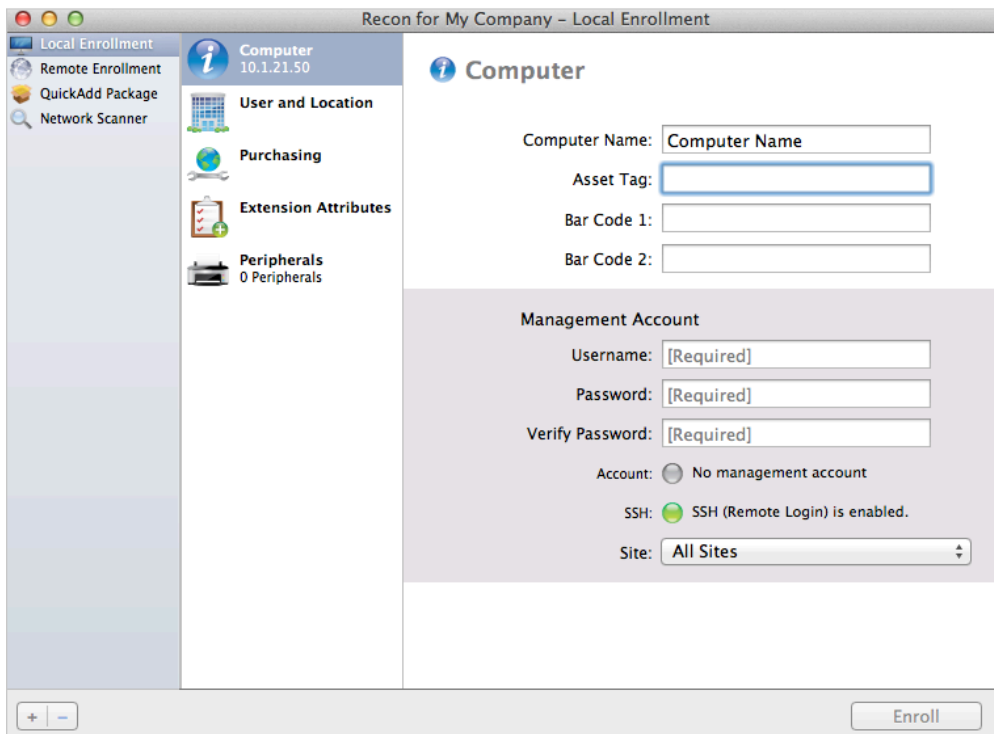 Recon for My Company – Local Enrollment
Local Enrollment
Remote Enrollment
QuickAdd Package
Network Scanner
Computer
10.1.21.50
User and Location
Purchasing
Extension Attributes
Peripherals
0 Peripherals
Computer
Computer Name: Computer Name
Asset Tag:
Bar Code 1:
Bar Code 2:
Management Account
Username: [Required]
Password: [Required]
Verify Password: [Required]
Account: No management account
SSH: SSH (Remote Login) is enabled.
Site: All Sites
+ −
Enroll